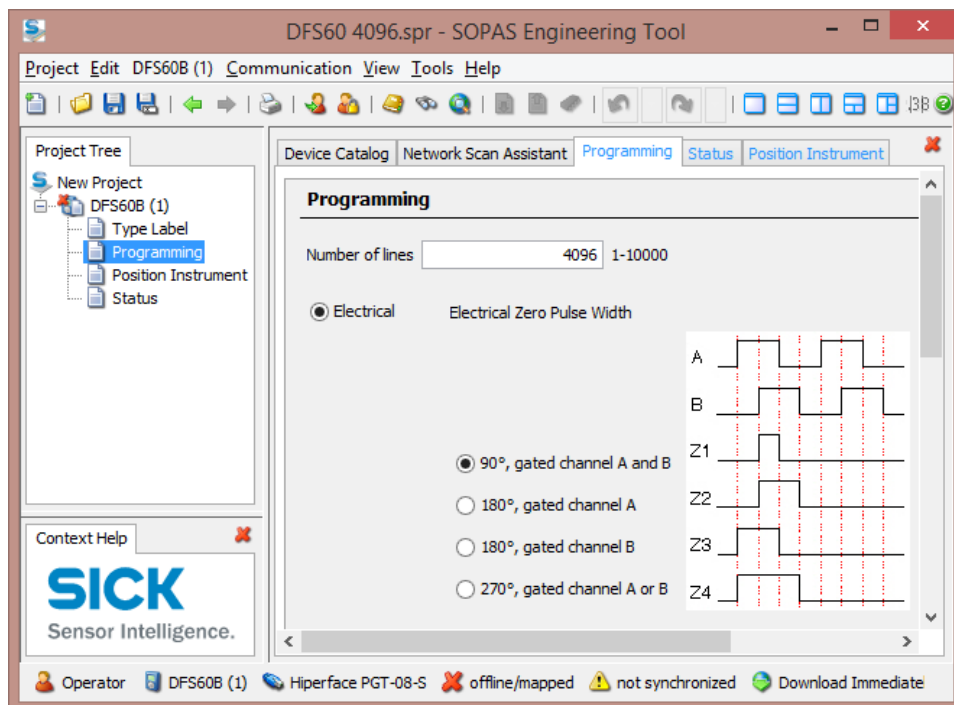 DFS60 4096.spr - SOPAS Engineering Tool
Project Edit DFS60B (1) Communication View Tools Help
Project Tree
New Project
DFS60B (1)
Type Label
Programming
Position Instrument
Status
Context Help
SICK
Sensor Intelligence.
Device Catalog Network Scan Assistant Programming Status Position Instrument
Programming
Number of lines 4096 1-10000
Electrical Electrical Zero Pulse Width
90°, gated channel A and B
180°, gated channel A
180°, gated channel B
270°, gated channel A or B
A
B
Z1
Z2
Z3
Z4
Operator DFS60B (1) Hiperface PGT-08-S offline/mapped not synchronized Download Immediate